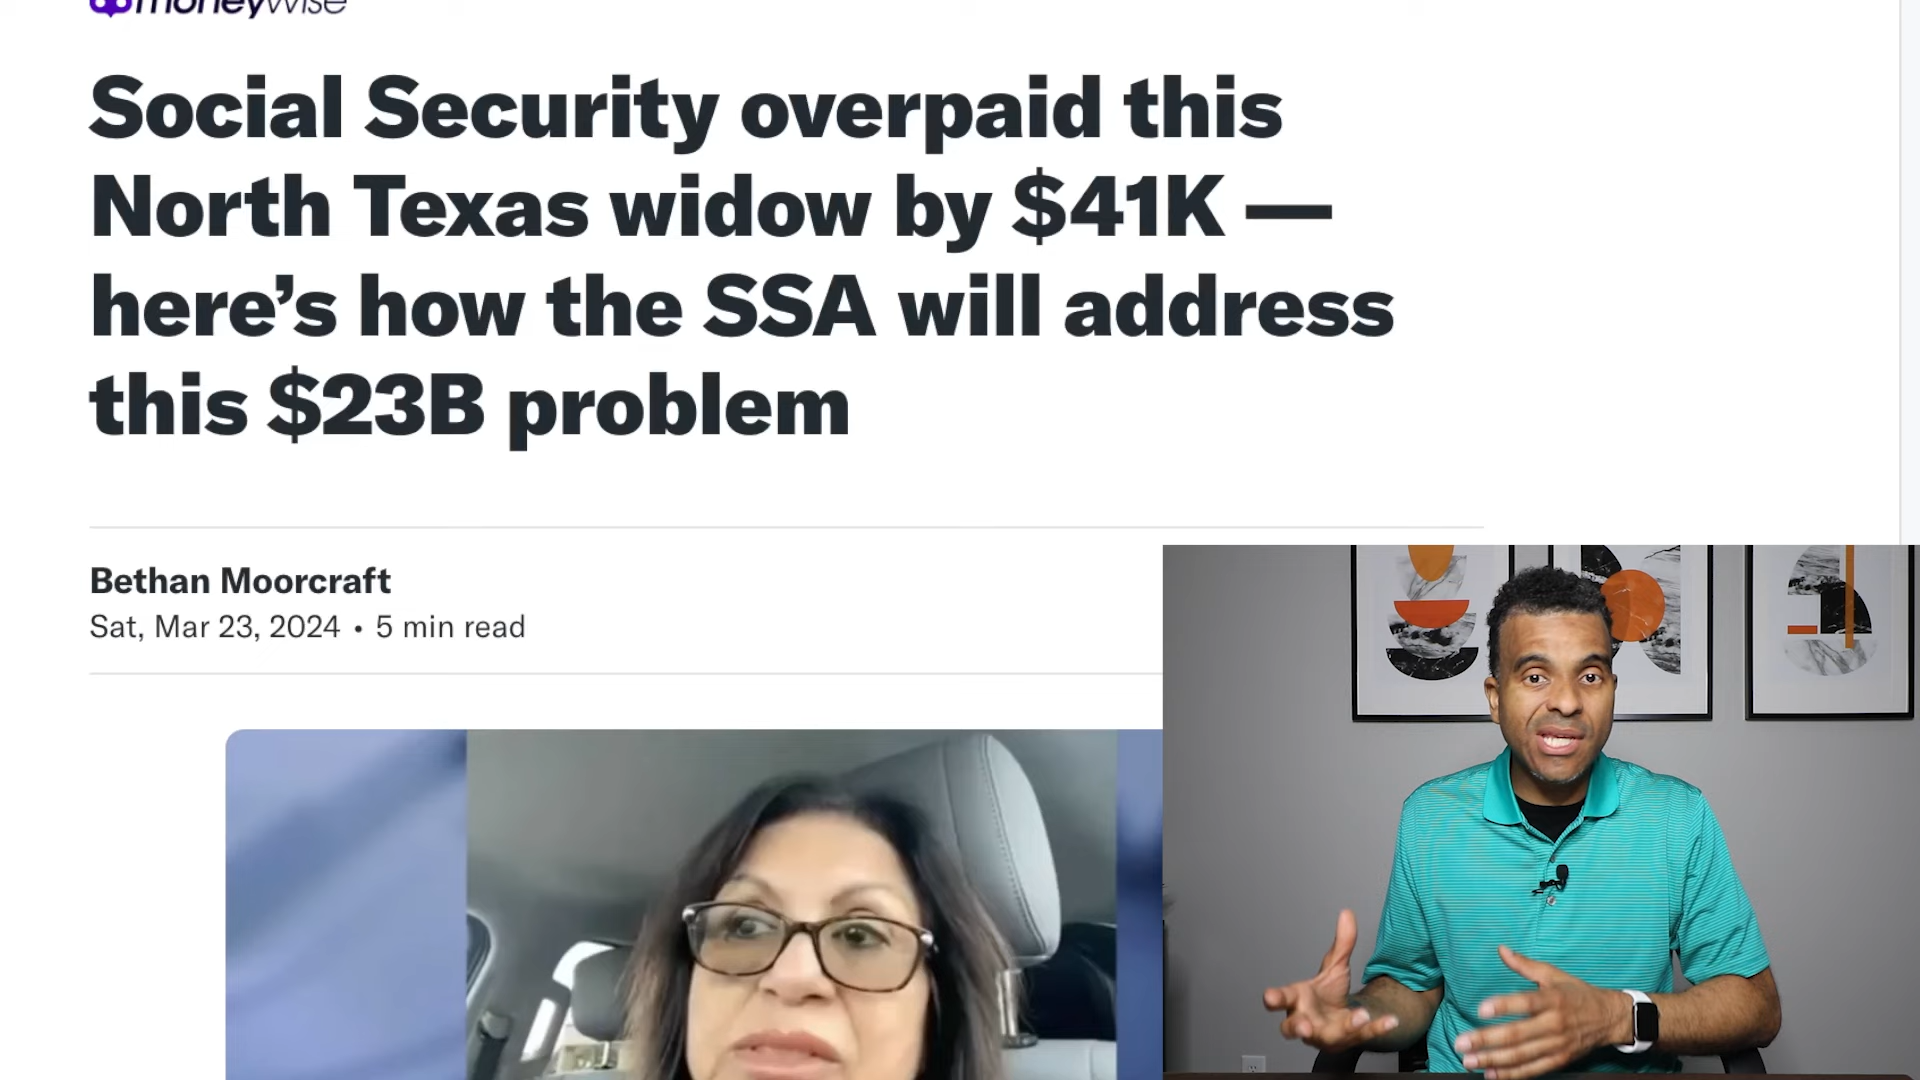 moneywise
Social Security overpaid this
North Texas widow by $41K —
here’s how the SSA will address
this $23B problem
Bethan Moorcraft
Sat, Mar 23, 2024 • 5 min read